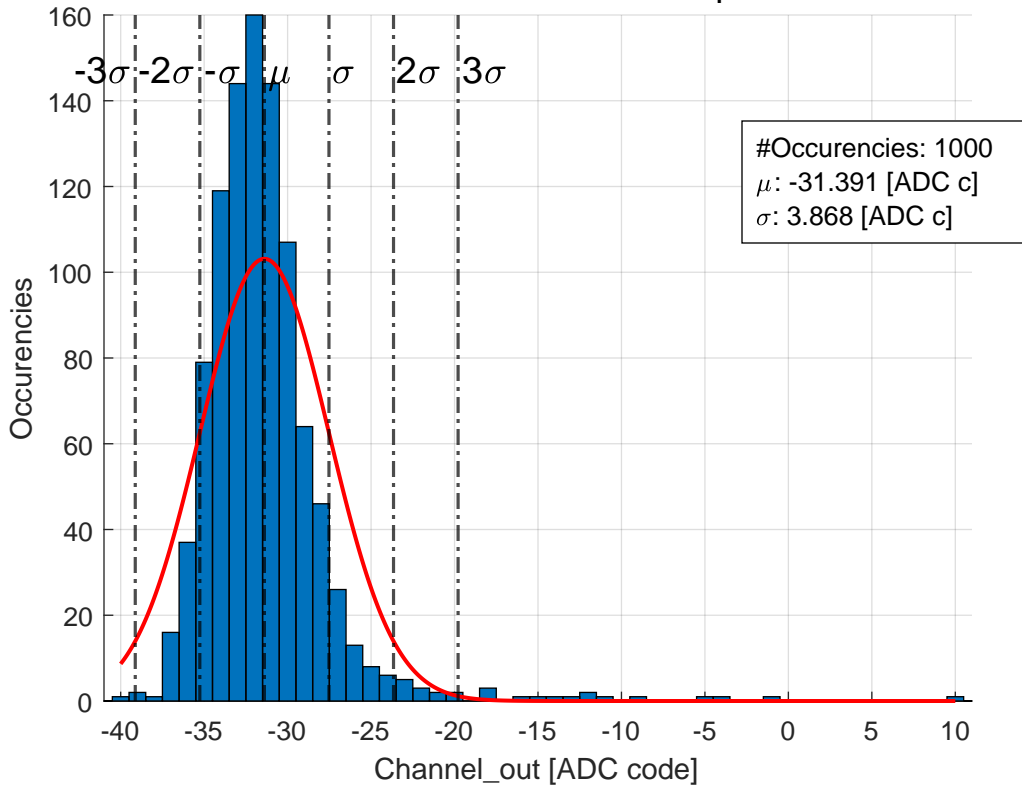 160
140
120
100
80
60
40
20
0
-3σ -2σ -σ μ σ 2σ 3σ
#Occurencies: 1000
μ: -31.391 [ADC c]
σ: 3.868 [ADC c]
Occurencies
-40 -35 -30 -25 -20 -15 -10 -5 0 5 10
Channel_out [ADC code]